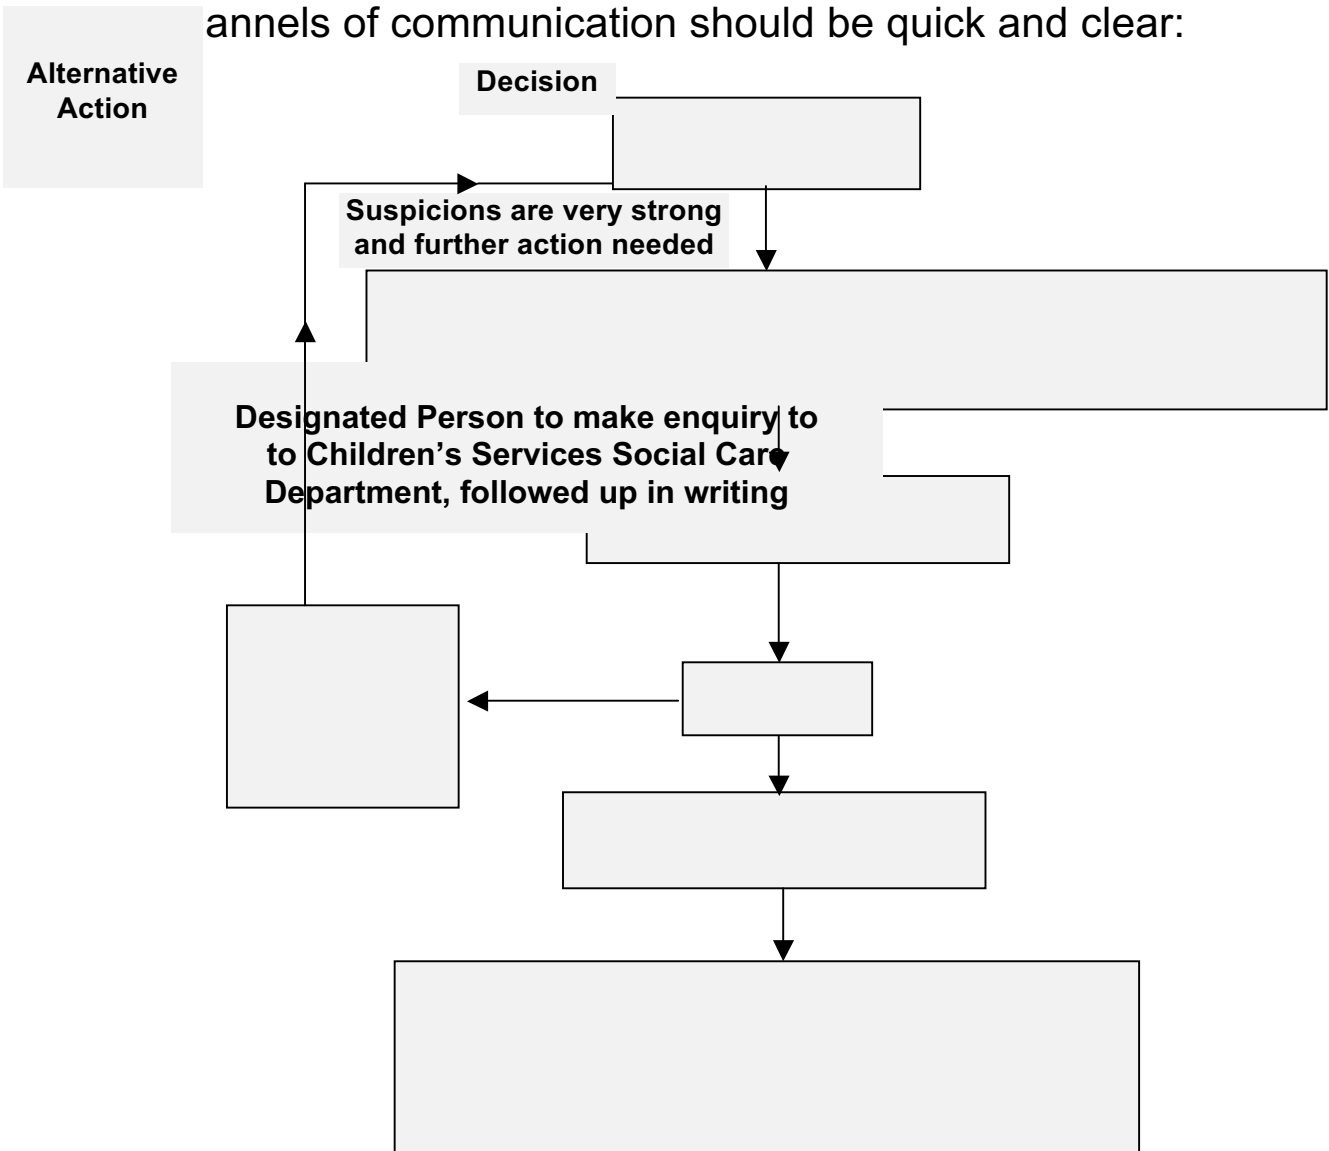 annels of communication should be quick and clear:
Alternative
Action
Decision
Suspicions are very strong
and further action needed
Designated Person to make enquiry to
to Children’s Services Social Care
Department, followed up in writing